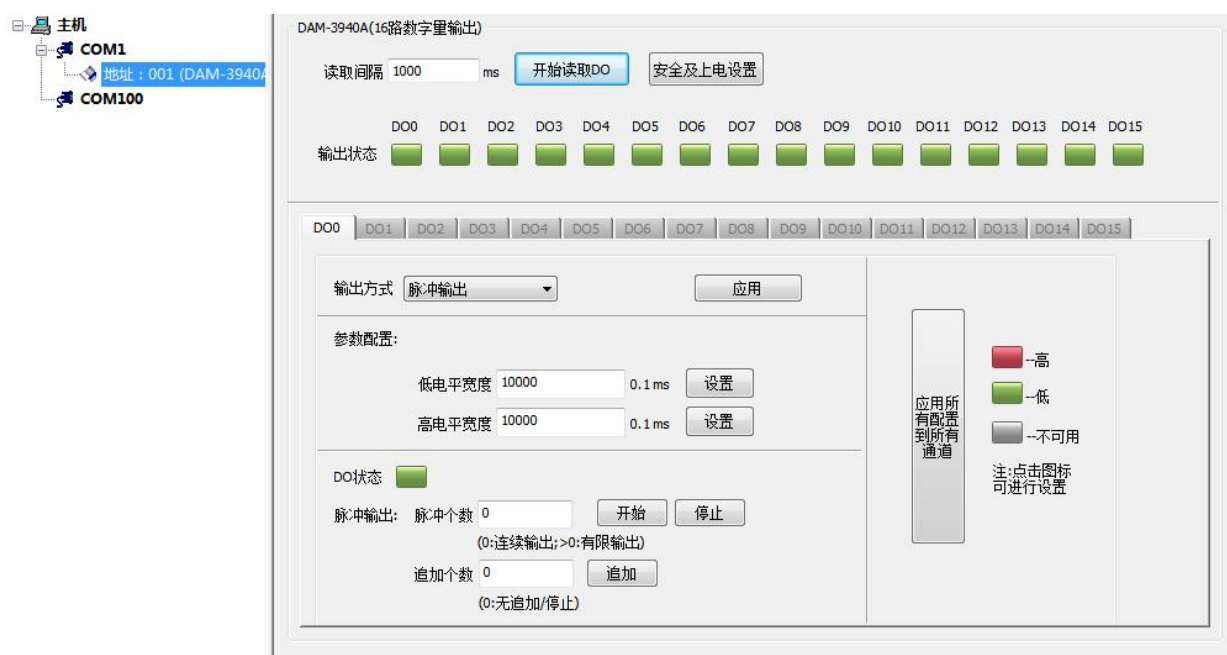 主机
COM1
地址：001 (DAM-3940A
COM100
DAM-3940A(16路数字量输出)
读取间隔 1000 ms 开始读取DO 安全及上电设置
DO0 DO1 DO2 DO3 DO4 DO5 DO6 DO7 DO8 DO9 DO10 DO11 DO12 DO13 DO14 DO15
输出状态
DO0 DO1 DO2 DO3 DO4 DO5 DO6 DO7 DO8 DO9 DO10 DO11 DO12 DO13 DO14 DO15
输出方式 脉冲输出 应用
参数配置:
低电平宽度 10000 0.1ms 设置
高电平宽度 10000 0.1ms 设置
DO状态
脉冲输出: 脉冲个数 0 开始 停止
(0:连续输出;>0:有限输出)
追加个数 0 追加
(0:无追加/停止)
应用所
有配置
到所有
通道
--高
--低
--不可用
注:点击图标
可进行设置